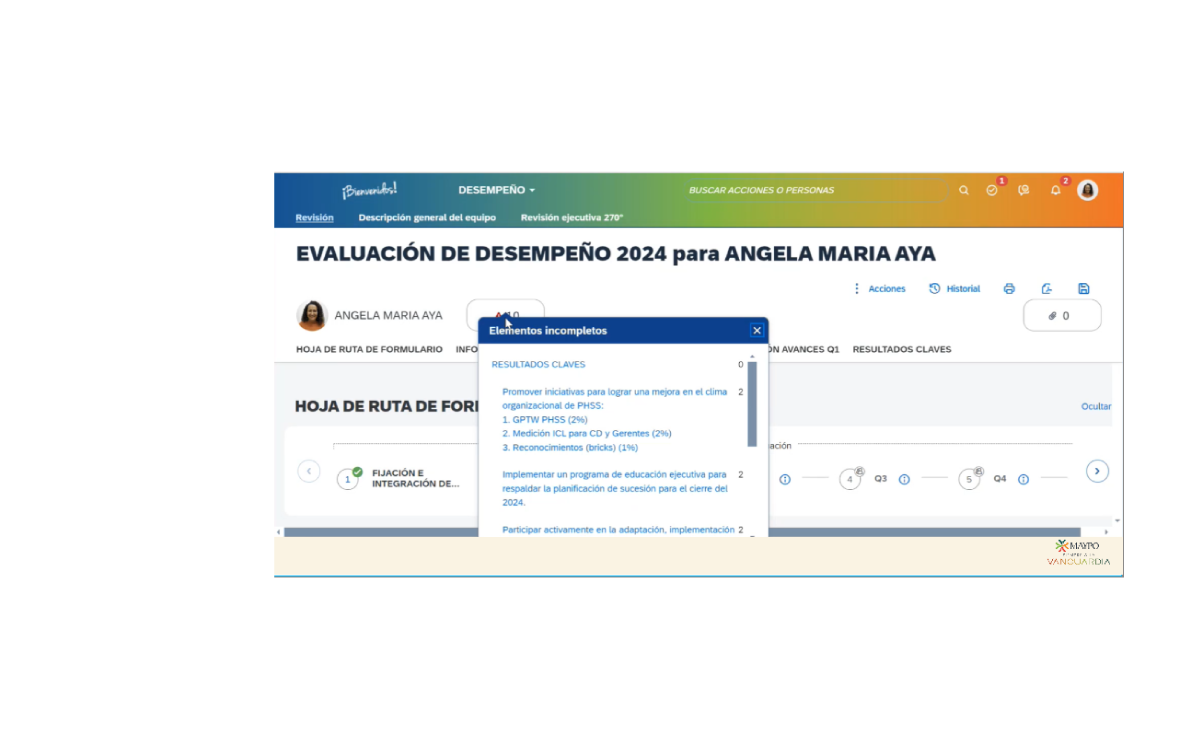 ¡Bienvenidos!
DESEMPEÑO
BUSCAR ACCIONES O PERSONAS
1
2
Revisión
Descripción general del equipo
Revisión ejecutiva 270°
EVALUACIÓN DE DESEMPEÑO 2024 para ANGELA MARIA AYA
Acciones
Historial
ANGELA MARIA AYA
10
0
Elementos incompletos
HOJA DE RUTA DE FORMULARIO
INFO
AVANCES Q1
RESULTADOS CLAVES
RESULTADOS CLAVES 0
Promover iniciativas para lograr una mejora en el clima 2
organizacional de PHSS:
1. GPTW PHSS (2%)
2. Medición ICL para CD y Gerentes (2%)
3. Reconocimientos (bricks) (1%)
Implementar un programa de educación ejecutiva para 2
respaldar la planificación de sucesión para el cierre del
2024.
Participar activamente en la adaptación, implementación 2
HOJA DE RUTA DE FOR
Ocultar
ación
1
FIJACIÓN E
INTEGRACIÓN DE...
4
Q3
5
Q4
MAYPO
VANGUARDIA